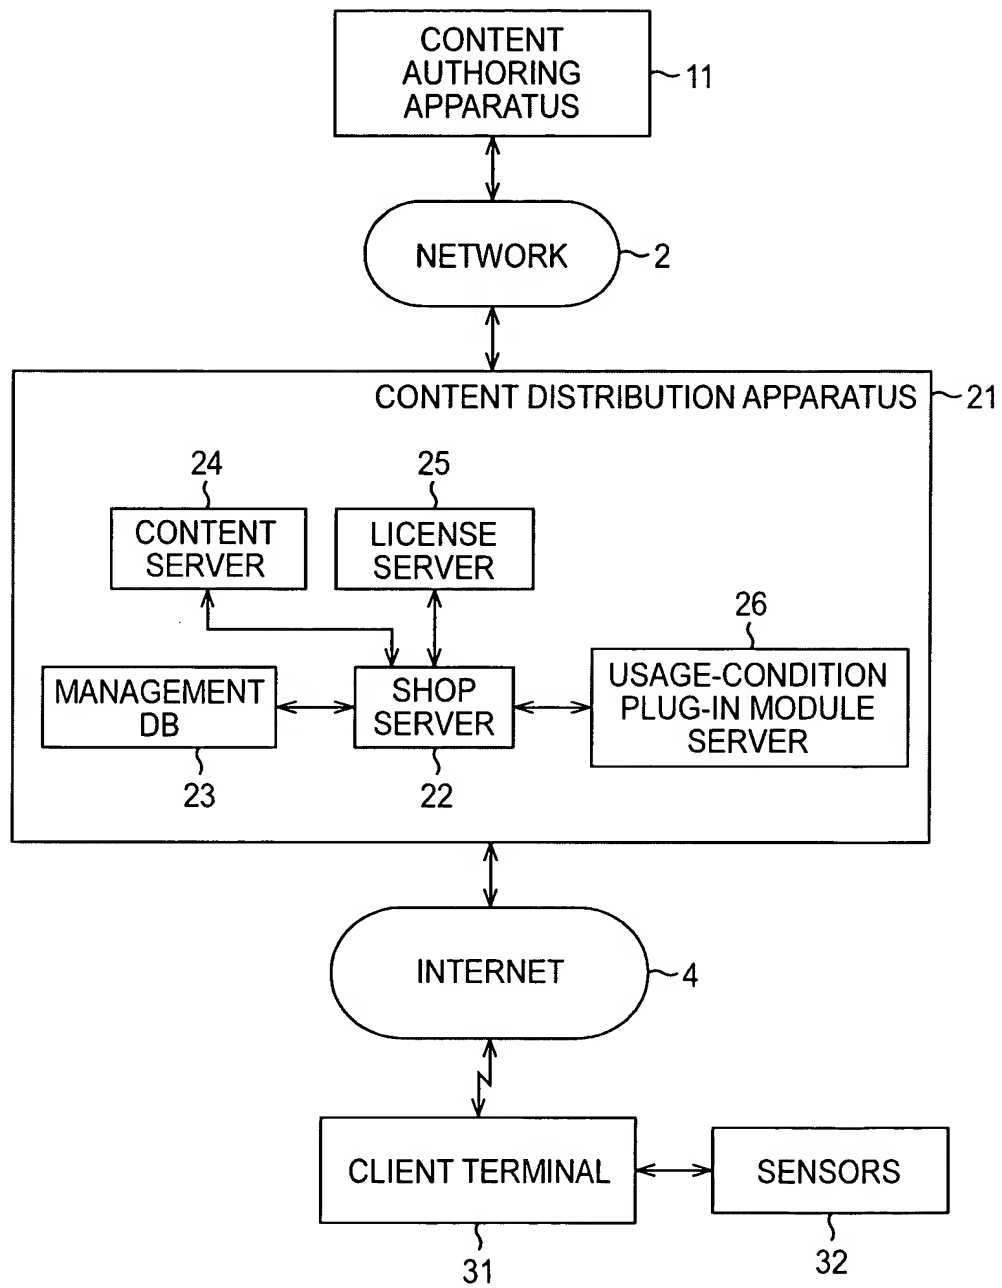 CONTENT
AUTHORING
APPARATUS
11
NETWORK
2
CONTENT DISTRIBUTION APPARATUS
21
24
25
CONTENT
SERVER
LICENSE
SERVER
26
MANAGEMENT
DB
SHOP
SERVER
USAGE-CONDITION
PLUG-IN MODULE
SERVER
23
22
INTERNET
4
CLIENT TERMINAL
SENSORS
31
32